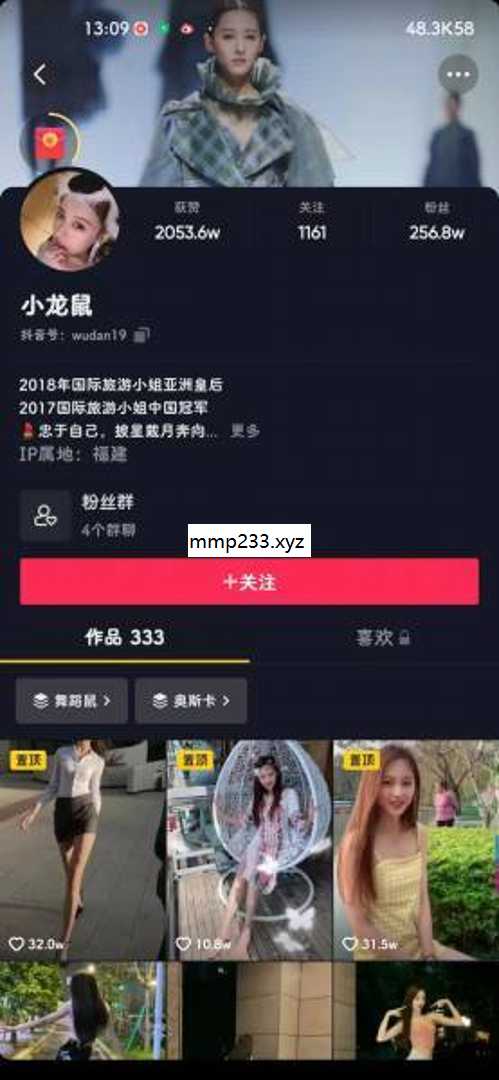 13:09
48.3K58
获赞
关注
粉丝
2053.6w
1161
256.8w
小龙鼠
抖音号：wudan19
2018年国际旅游小姐亚洲皇后
2017国际旅游小姐中国冠军
💃忠于自己，披星戴月奔向... 更多
IP属地：福建
粉丝群
4个群聊
mmp233.xyz
+关注
作品 333
喜欢
舞蹈鼠 >
奥斯卡 >
置顶
置顶
置顶
32.0w
10.8w
31.5w